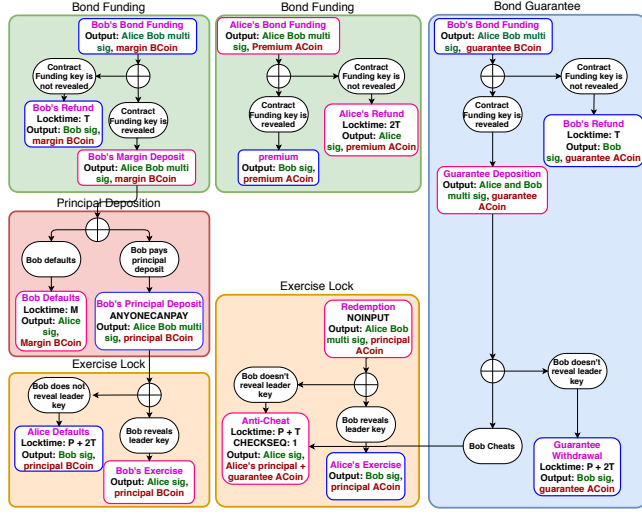 Bond Funding
Bob's Bond Funding
Output: Alice Bob multi
sig, margin BCoin
Contract
Funding key is
not revealed
Contract
Funding key is
revealed
Bob's Refund
Locktime: T
Output: Bob sig,
margin BCoin
Bob's Margin Deposit
Output: Alice Bob multi
sig, margin BCoin
Bond Funding
Alice's Bond Funding
Output: Alice Bob multi
sig, Premium ACoin
Contract
Funding key is
not revealed
Contract
Funding key is
revealed
Alice's Refund
Locktime: 2T
Output: Alice
sig, premium ACoin
premium
Output: Bob sig,
premium ACoin
Bond Guarantee
Bob's Bond Funding
Output: Alice Bob multi
sig, guarantee BCoin
Contract
Funding key is
not revealed
Contract
Funding key is
revealed
Bob's Refund
Locktime: T
Output: Bob
sig, guarantee ACoin
Guarantee Deposition
Output: Alice and Bob
multi sig, guarantee
ACoin
Bob doesn't
reveal leader
key
Bob Cheats
Guarantee
Withdrawal
Locktime: P + 2T
Output: Bob sig,
guarantee ACoin
Principal Deposition
Bob defaults
Bob pays
principal
deposit
Bob Defaults
Locktime: M
Output: Alice
sig,
Margin BCoin
Bob's Principal Deposit
ANYONECANPAY
Output: Alice Bob multi
sig, principal BCoin
Exercise Lock
Bob does not
reveal leader
key
Bob reveals
leader key
Alice Defaults
Locktime: P + 2T
Output: Bob sig,
principal BCoin
Bob's Exercise
Output: Alice sig,
principal BCoin
Exercise Lock
Redemption
NOINPUT
Output: Alice Bob
multi sig, principal
ACoin
Bob doesn't
reveal leader
key
Bob reveals
leader key
Anti-Cheat
Locktime: P + T
CHECKSEQ: 1
Output: Alice sig,
Alice's principal +
guarantee ACoin
Alice's Exercise
Output: Bob sig,
principal ACoin